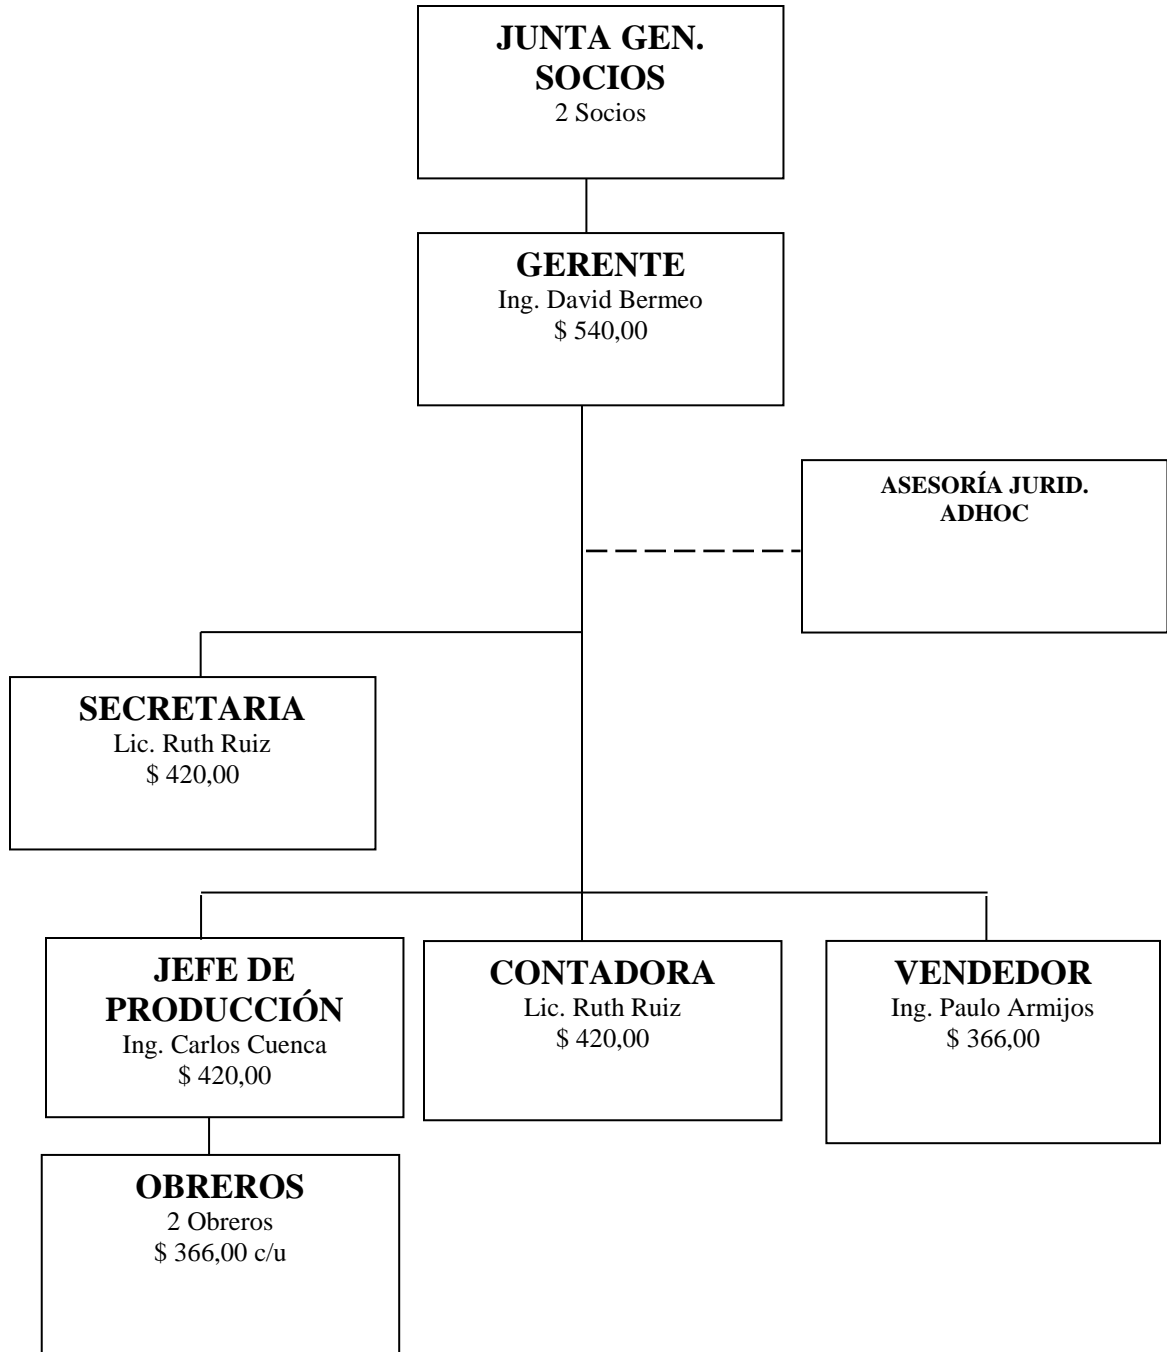 JUNTA GEN.
SOCIOS
2 Socios
GERENTE
Ing. David Bermeo
$ 540,00
ASESORÍA JURID.
ADHOC
SECRETARIA
Lic. Ruth Ruiz
$ 420,00
JEFE DE
PRODUCCIÓN
Ing. Carlos Cuenca
$ 420,00
CONTADORA
Lic. Ruth Ruiz
$ 420,00
VENDEDOR
Ing. Paulo Armijos
$ 366,00
OBREROS
2 Obreros
$ 366,00 c/u